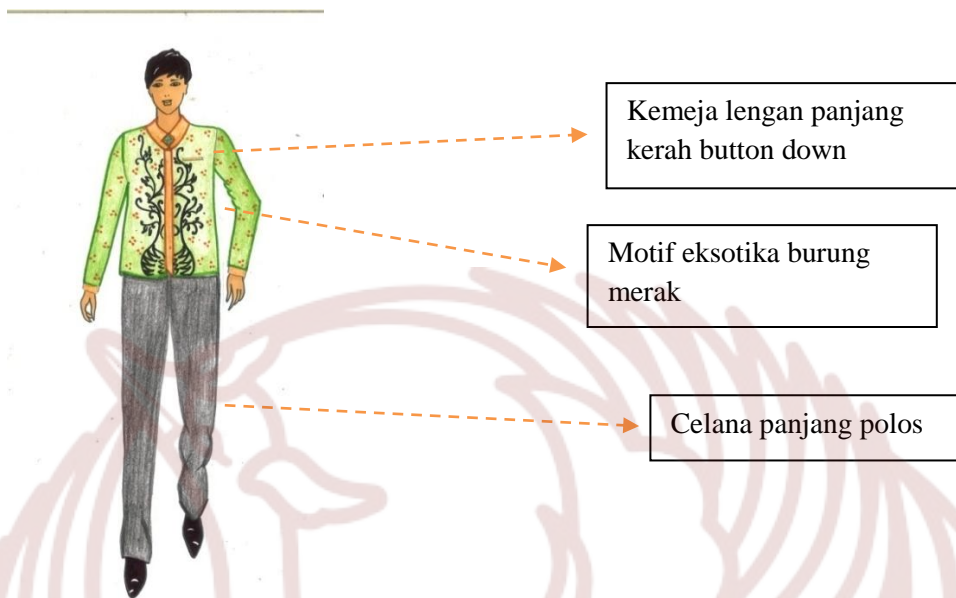 Kemeja lengan panjang
kerah button down
Motif eksotika burung
merak
Celana panjang polos